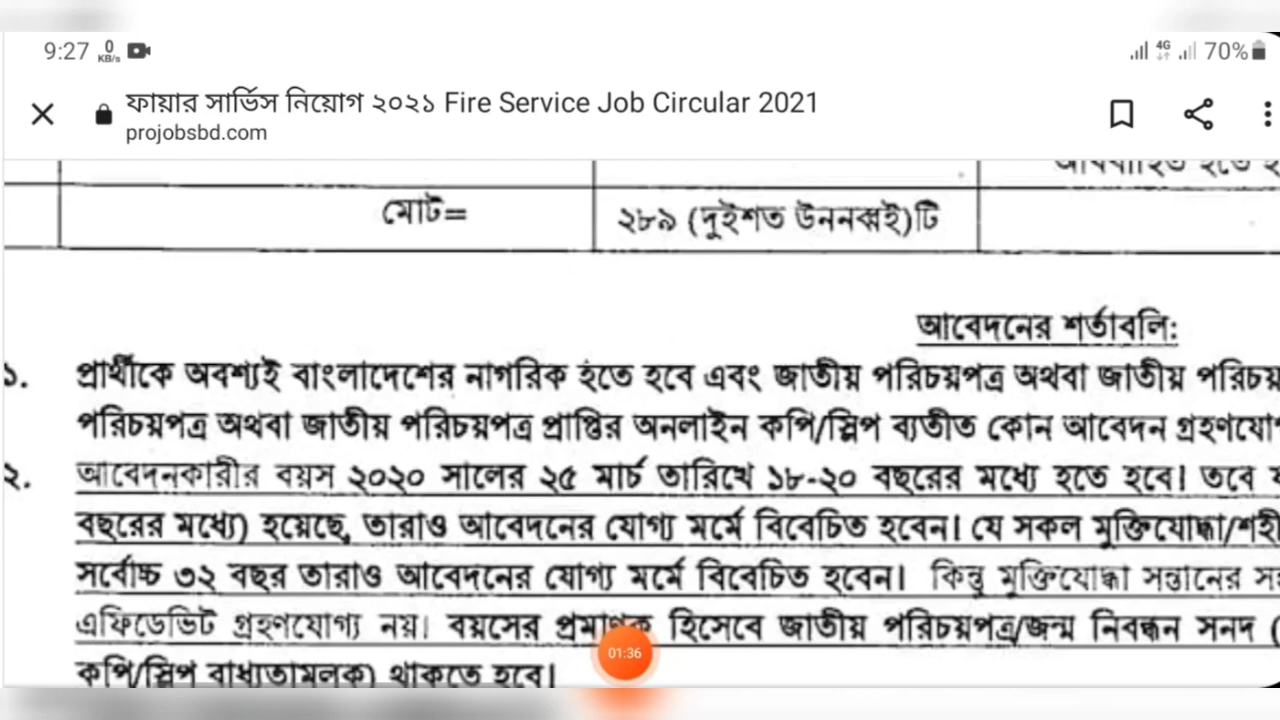 9:27 0 KB/s 4G 70%
ফায়ার সার্ভিস নিয়োগ ২০২১ Fire Service Job Circular 2021
projobsbd.com
মোট= ২৮৯ (দুইশত উননব্বই)টি
আবেদনের শর্তাবলি:
১. প্রার্থীকে অবশ্যই বাংলাদেশের নাগরিক হতে হবে এবং জাতীয় পরিচয়পত্র অথবা জাতীয়
পরিচয়পত্র অথবা জাতীয় পরিচয়পত্র প্রাপ্তির অনলাইন কপি/স্লিপ ব্যতীত কোন আবেদন
২. আবেদনকারীর বয়স ২০২০ সালের ২৫ মার্চ তারিখে ১৮-২০ বছরের মধ্যে হতে হবে। তবে
বছরের মধ্যে) হয়েছে, তারাও আবেদনের যোগ্য মর্মে বিবেচিত হবেন। যে সকল মুক্তিযোদ্ধা/
সর্বোচ্চ ৩২ বছর তারাও আবেদনের যোগ্য মর্মে বিবেচিত হবেন। কিন্তু মুক্তিযোদ্ধা সন্তানের
এফিডেভিট গ্রহণযোগ্য নয়। বয়সের প্রমাণক হিসেবে জাতীয় পরিচয়পত্র/জন্ম নিবন্ধন সনদ (
কপি/স্লিপ বাধ্যতামূলক) থাকতে হবে।
01:36